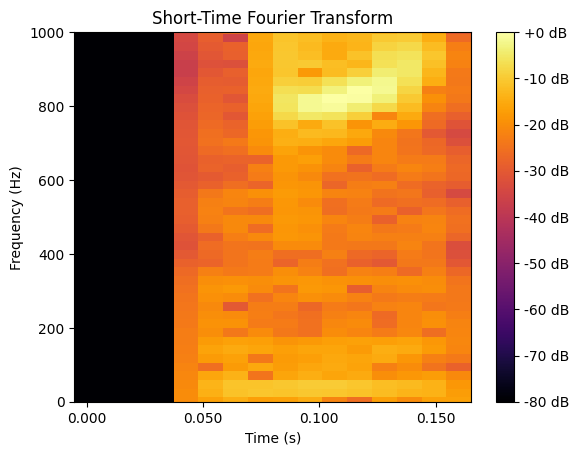 Short-Time Fourier Transform
1000
800
600
400
200
0
Frequency (Hz)
0.000
0.050
0.100
0.150
Time (s)
+0 dB
-10 dB
-20 dB
-30 dB
-40 dB
-50 dB
-60 dB
-70 dB
-80 dB